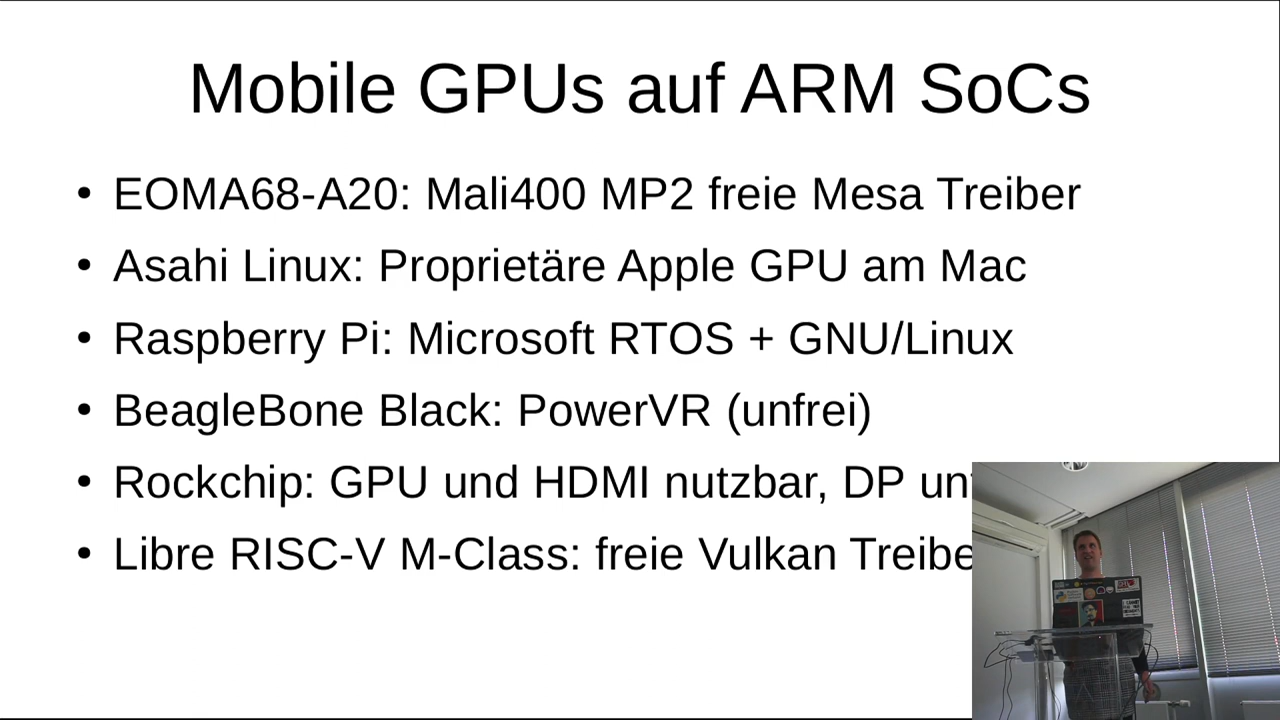 Mobile GPUs auf ARM SoCs
• EOMA68-A20: Mali400 MP2 freie Mesa Treiber
• Asahi Linux: Proprietäre Apple GPU am Mac
• Raspberry Pi: Microsoft RTOS + GNU/Linux
• BeagleBone Black: PowerVR (unfrei)
• Rockchip: GPU und HDMI nutzbar, DP
• Libre RISC-V M-Class: freie Vulkan